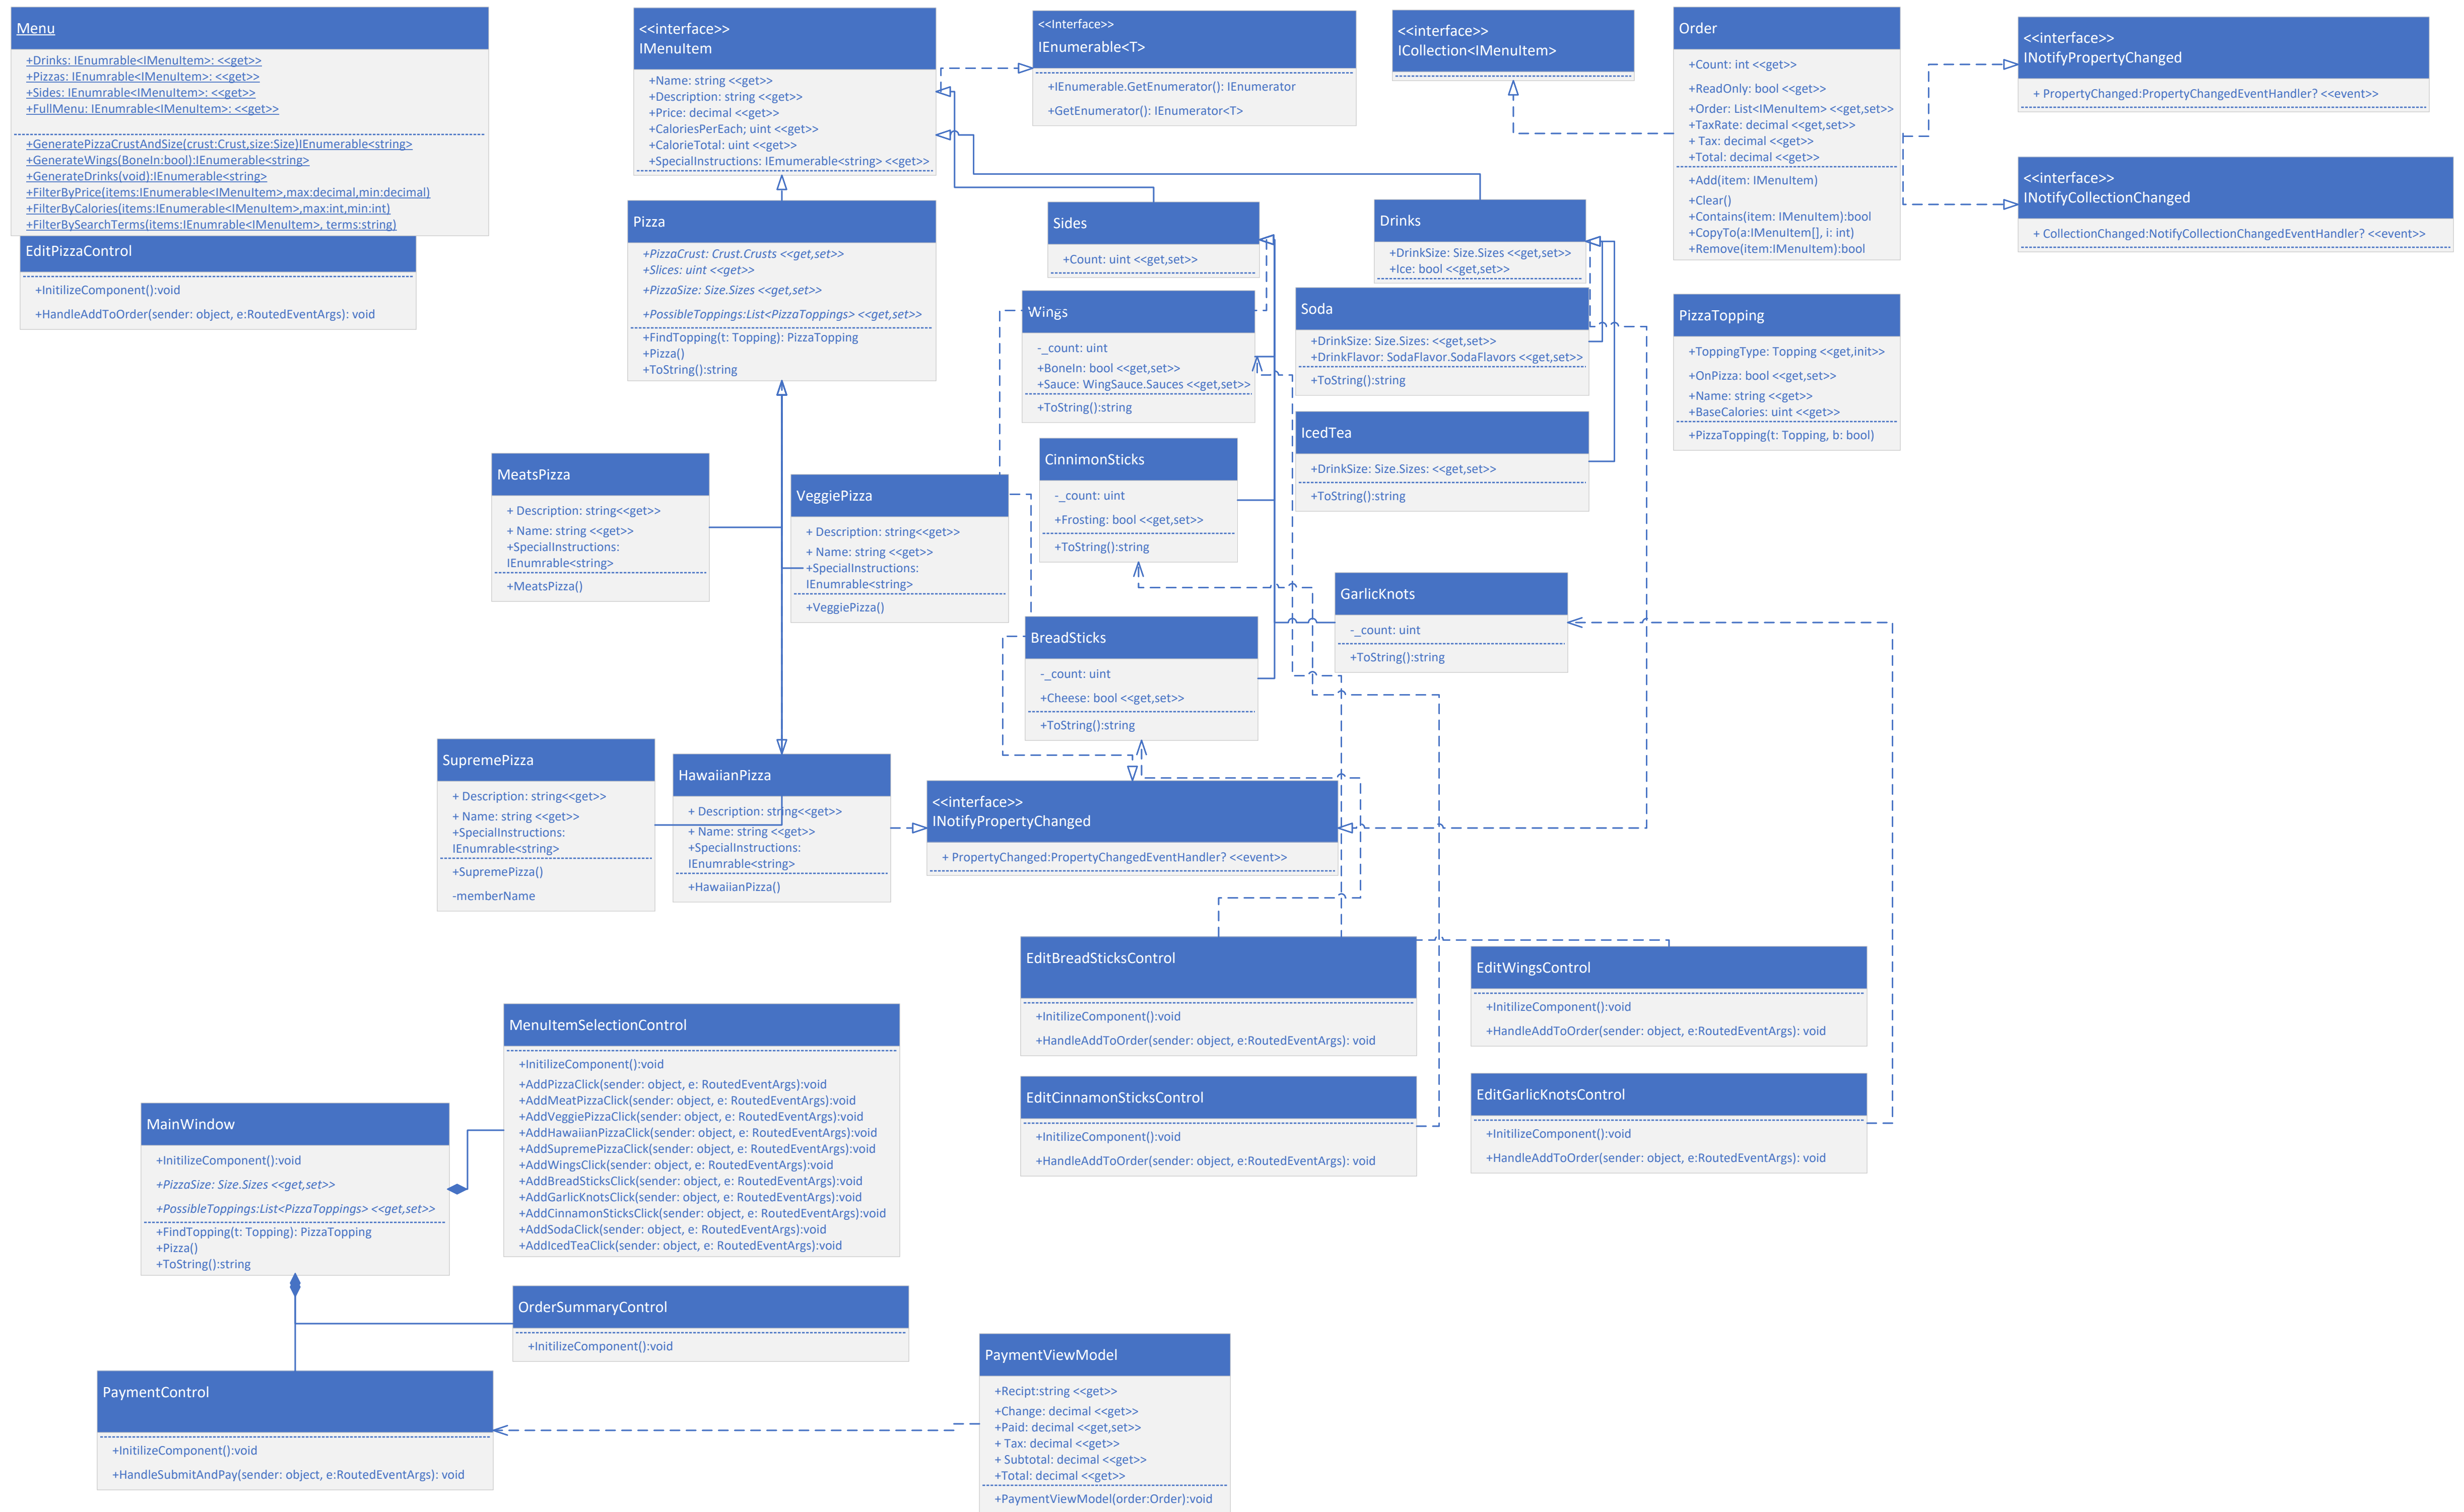 Menu
+Drinks: IEnumrable<IMenuItem>: <<get>>
+Pizzas: IEnumrable<IMenuItem>: <<get>>
+Sides: IEnumrable<IMenuItem>: <<get>>
+FullMenu: IEnumrable<IMenuItem>: <<get>>
+GeneratePizzaCrustAndSize(crust:Crust,size:Size)IEnumerable<string>
+GenerateWings(BoneIn:bool):IEnumerable<string>
+GenerateDrinks(void):IEnumerable<string>
+FilterByPrice(items:IEnumerable<IMenuItem>,max:decimal,min:decimal)
+FilterByCalories(items:IEnumerable<IMenuItem>,max:int,min:int)
+FilterBySearchTerms(items:IEnumrable<IMenuItem>, terms:string)
EditPizzaControl
+InitilizeComponent():void
+HandleAddToOrder(sender: object, e:RoutedEventArgs): void
<<interface>>
IMenuItem
+Name: string <<get>>
+Description: string <<get>>
+Price: decimal <<get>>
+CaloriesPerEach; uint <<get>>
+CalorieTotal: uint <<get>>
+SpecialInstructions: IEmumerable<string> <<get>>
<<Interface>>
IEnumerable<T>
+IEnumerable.GetEnumerator(): IEnumerator
+GetEnumerator(): IEnumerator<T>
<<interface>>
ICollection<IMenuItem>
Order
+Count: int <<get>>
+ReadOnly: bool <<get>>
+Order: List<IMenuItem> <<get,set>>
+TaxRate: decimal <<get,set>>
+ Tax: decimal <<get>>
+Total: decimal <<get>>
+Add(item: IMenuItem)
+Clear()
+Contains(item: IMenuItem):bool
+CopyTo(a:IMenuItem[], i: int)
+Remove(item:IMenuItem):bool
<<interface>>
INotifyPropertyChanged
+ PropertyChanged:PropertyChangedEventHandler? <<event>>
<<interface>>
INotifyCollectionChanged
+ CollectionChanged:NotifyCollectionChangedEventHandler? <<event>>
Pizza
+PizzaCrust: Crust.Crusts <<get,set>>
+Slices: uint <<get>>
+PizzaSize: Size.Sizes <<get,set>>
+PossibleToppings:List<PizzaToppings> <<get,set>>
+FindTopping(t: Topping): PizzaTopping
+Pizza()
+ToString():string
Sides
+Count: uint <<get,set>>
Drinks
+DrinkSize: Size.Sizes <<get,set>>
+Ice: bool <<get,set>>
Wings
-_count: uint
+BoneIn: bool <<get,set>>
+Sauce: WingSauce.Sauces <<get,set>>
+ToString():string
Soda
+DrinkSize: Size.Sizes: <<get,set>>
+DrinkFlavor: SodaFlavor.SodaFlavors <<get,set>>
+ToString():string
PizzaTopping
+ToppingType: Topping <<get,init>>
+OnPizza: bool <<get,set>>
+Name: string <<get>>
+BaseCalories: uint <<get>>
+PizzaTopping(t: Topping, b: bool)
IcedTea
+DrinkSize: Size.Sizes: <<get,set>>
+ToString():string
CinnimonSticks
-_count: uint
+Frosting: bool <<get,set>>
+ToString():string
MeatsPizza
+ Description: string<<get>>
+ Name: string <<get>>
+SpecialInstructions:
IEnumrable<string>
+MeatsPizza()
VeggiePizza
+ Description: string<<get>>
+ Name: string <<get>>
+SpecialInstructions:
IEnumrable<string>
+VeggiePizza()
GarlicKnots
-_count: uint
+ToString():string
BreadSticks
-_count: uint
+Cheese: bool <<get,set>>
+ToString():string
SupremePizza
+ Description: string<<get>>
+ Name: string <<get>>
+SpecialInstructions:
IEnumrable<string>
+SupremePizza()
-memberName
HawaiianPizza
+ Description: string<<get>>
+ Name: string <<get>>
+SpecialInstructions:
IEnumrable<string>
+HawaiianPizza()
<<interface>>
INotifyPropertyChanged
+ PropertyChanged:PropertyChangedEventHandler? <<event>>
EditBreadSticksControl
+InitilizeComponent():void
+HandleAddToOrder(sender: object, e:RoutedEventArgs): void
EditWingsControl
+InitilizeComponent():void
+HandleAddToOrder(sender: object, e:RoutedEventArgs): void
EditCinnamonSticksControl
+InitilizeComponent():void
+HandleAddToOrder(sender: object, e:RoutedEventArgs): void
EditGarlicKnotsControl
+InitilizeComponent():void
+HandleAddToOrder(sender: object, e:RoutedEventArgs): void
MenuItemSelectionControl
+InitilizeComponent():void
+AddPizzaClick(sender: object, e: RoutedEventArgs):void
+AddMeatPizzaClick(sender: object, e: RoutedEventArgs):void
+AddVeggiePizzaClick(sender: object, e: RoutedEventArgs):void
+AddHawaiianPizzaClick(sender: object, e: RoutedEventArgs):void
+AddSupremePizzaClick(sender: object, e: RoutedEventArgs):void
+AddWingsClick(sender: object, e: RoutedEventArgs):void
+AddBreadSticksClick(sender: object, e: RoutedEventArgs):void
+AddGarlicKnotsClick(sender: object, e: RoutedEventArgs):void
+AddCinnamonSticksClick(sender: object, e: RoutedEventArgs):void
+AddSodaClick(sender: object, e: RoutedEventArgs):void
+AddIcedTeaClick(sender: object, e: RoutedEventArgs):void
MainWindow
+InitilizeComponent():void
+PizzaSize: Size.Sizes <<get,set>>
+PossibleToppings:List<PizzaToppings> <<get,set>>
+FindTopping(t: Topping): PizzaTopping
+Pizza()
+ToString():string
OrderSummaryControl
+InitilizeComponent():void
PaymentControl
+InitilizeComponent():void
+HandleSubmitAndPay(sender: object, e:RoutedEventArgs): void
PaymentViewModel
+Recipt:string <<get>>
+Change: decimal <<get>>
+Paid: decimal <<get,set>>
+ Tax: decimal <<get>>
+ Subtotal: decimal <<get>>
+Total: decimal <<get>>
+PaymentViewModel(order:Order):void